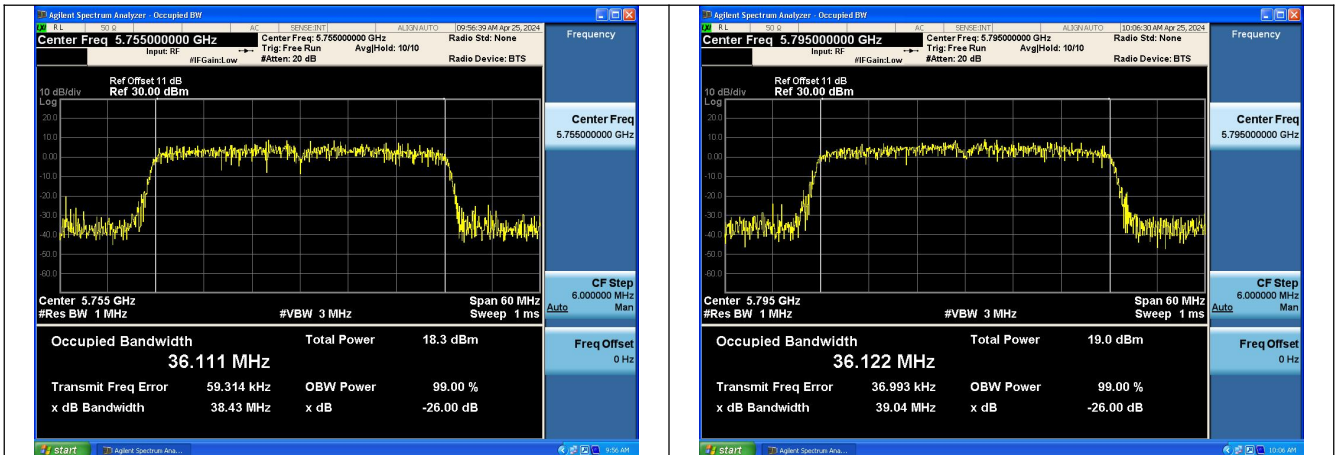 Agilent Spectrum Analyzer - Occupied BW
RL 50 Ω AC SENSE:INT ALIGN AUTO 09:56:39 AM Apr 25, 2024
Center Freq 5.755000000 GHz
Input: RF
#IFGain:Low
Center Freq: 5.755000000 GHz
Trig: Free Run Avg|Hold: 10/10
#Atten: 20 dB
Radio Std: None
Radio Device: BTS
Frequency
Ref Offset 11 dB
10 dB/div Ref 30.00 dBm
Log
20.0
10.0
0.00
-10.0
-20.0
-30.0
-40.0
-50.0
-60.0
Center Freq
5.755000000 GHz
Center 5.755 GHz Span 60 MHz
#Res BW 1 MHz #VBW 3 MHz Sweep 1 ms
CF Step
6.000000 MHz
Auto Man
Occupied Bandwidth Total Power 18.3 dBm
36.111 MHz
Transmit Freq Error 59.314 kHz OBW Power 99.00 %
x dB Bandwidth 38.43 MHz x dB -26.00 dB
Freq Offset
0 Hz
start Agilent Spectrum Ana... 9:56 AM
Agilent Spectrum Analyzer - Occupied BW
RL 50 Ω AC SENSE:INT ALIGN AUTO 10:06:30 AM Apr 25, 2024
Center Freq 5.795000000 GHz
Input: RF
#IFGain:Low
Center Freq: 5.795000000 GHz
Trig: Free Run Avg|Hold: 10/10
#Atten: 20 dB
Radio Std: None
Radio Device: BTS
Frequency
Ref Offset 11 dB
10 dB/div Ref 30.00 dBm
Log
20.0
10.0
0.00
-10.0
-20.0
-30.0
-40.0
-50.0
-60.0
Center Freq
5.795000000 GHz
Center 5.795 GHz Span 60 MHz
#Res BW 1 MHz #VBW 3 MHz Sweep 1 ms
CF Step
6.000000 MHz
Auto Man
Occupied Bandwidth Total Power 19.0 dBm
36.122 MHz
Transmit Freq Error 36.993 kHz OBW Power 99.00 %
x dB Bandwidth 39.04 MHz x dB -26.00 dB
Freq Offset
0 Hz
start Agilent Spectrum Ana... 10:06 AM